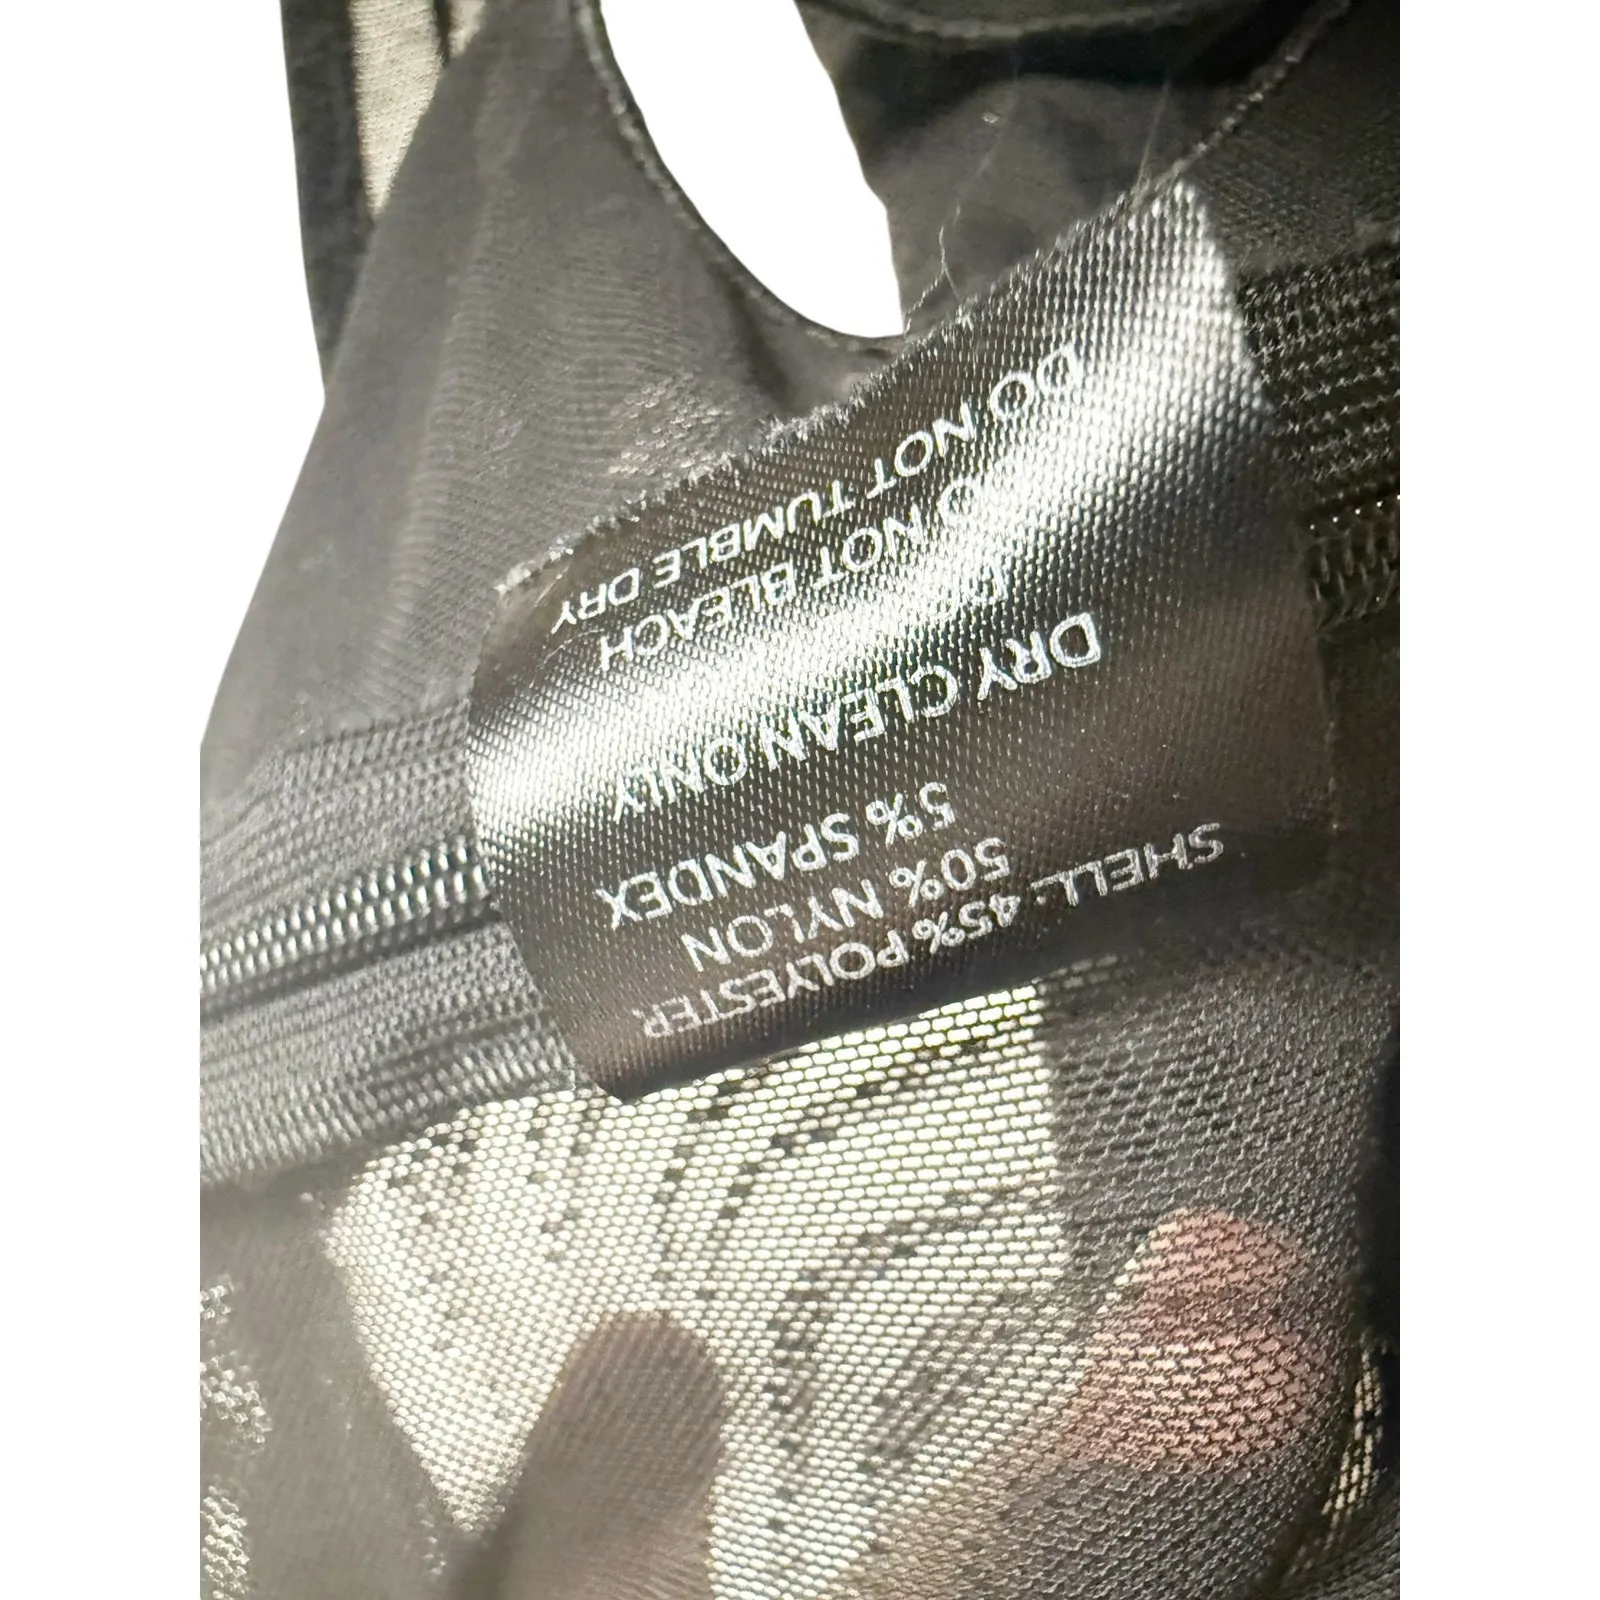 SHELL: 45% POLYESTER
50% NYLON
5% SPANDEX
DRY CLEAN ONLY
DO NOT BLEACH
DO NOT TUMBLE DRY